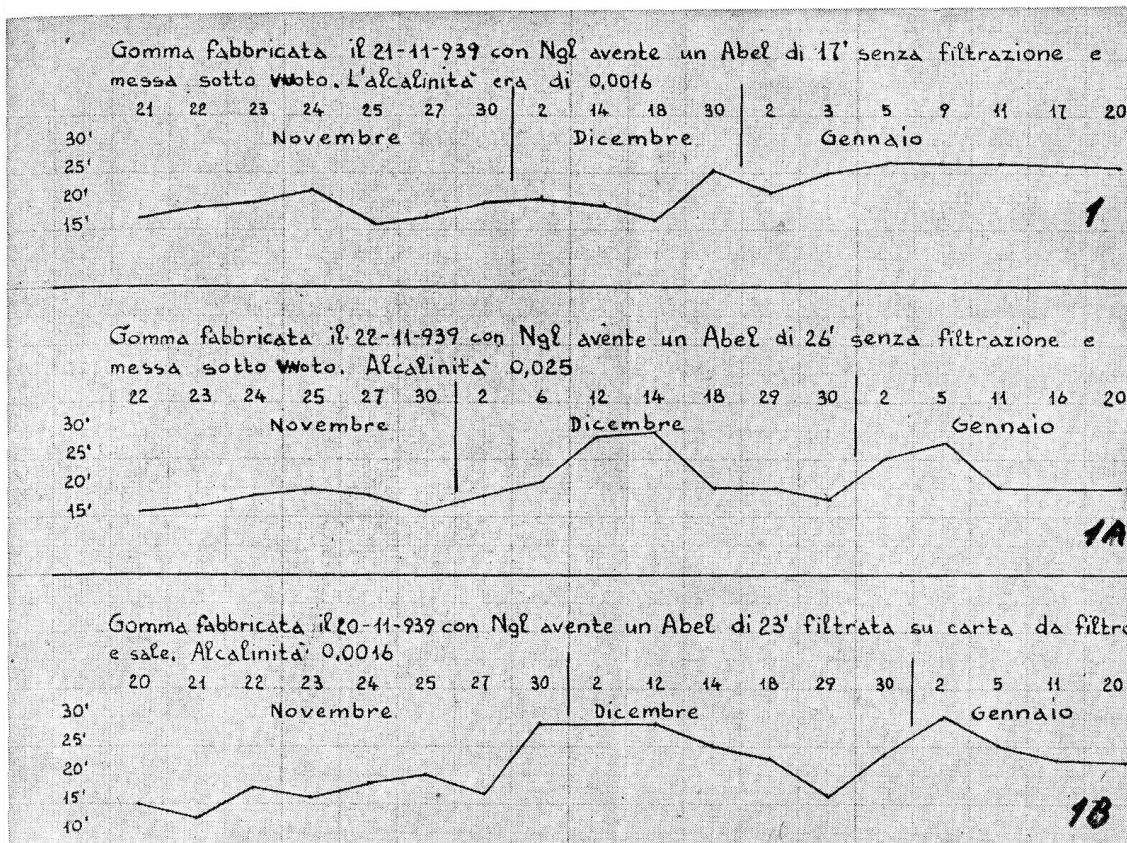 Gomma fabbricata il 21-11-939 con Ngl avente un Abel di 17' senza filtrazione e
messa sotto vuoto. L'alcalinità era di 0,0016
21 22 23 24 25 27 30 2 14 18 30 2 3 5 9 11 17 20
30' Novembre Dicembre Gennaio
25'
20'
15'
1
Gomma fabbricata il 22-11-939 con Ngl avente un Abel di 26' senza filtrazione e
messa sotto vuoto. Alcalinità 0,025
22 23 24 25 27 30 2 6 12 14 18 29 30 2 5 11 16 20
30' Novembre Dicembre Gennaio
25'
20'
15'
1A
Gomma fabbricata il 20-11-939 con Ngl avente un Abel di 23' filtrata su carta da filtro
e sale. Alcalinità 0,0016
20 21 22 23 24 25 27 30 2 12 14 18 29 30 2 5 11 20
30' Novembre Dicembre Gennaio
25'
20'
15'
10'
1B